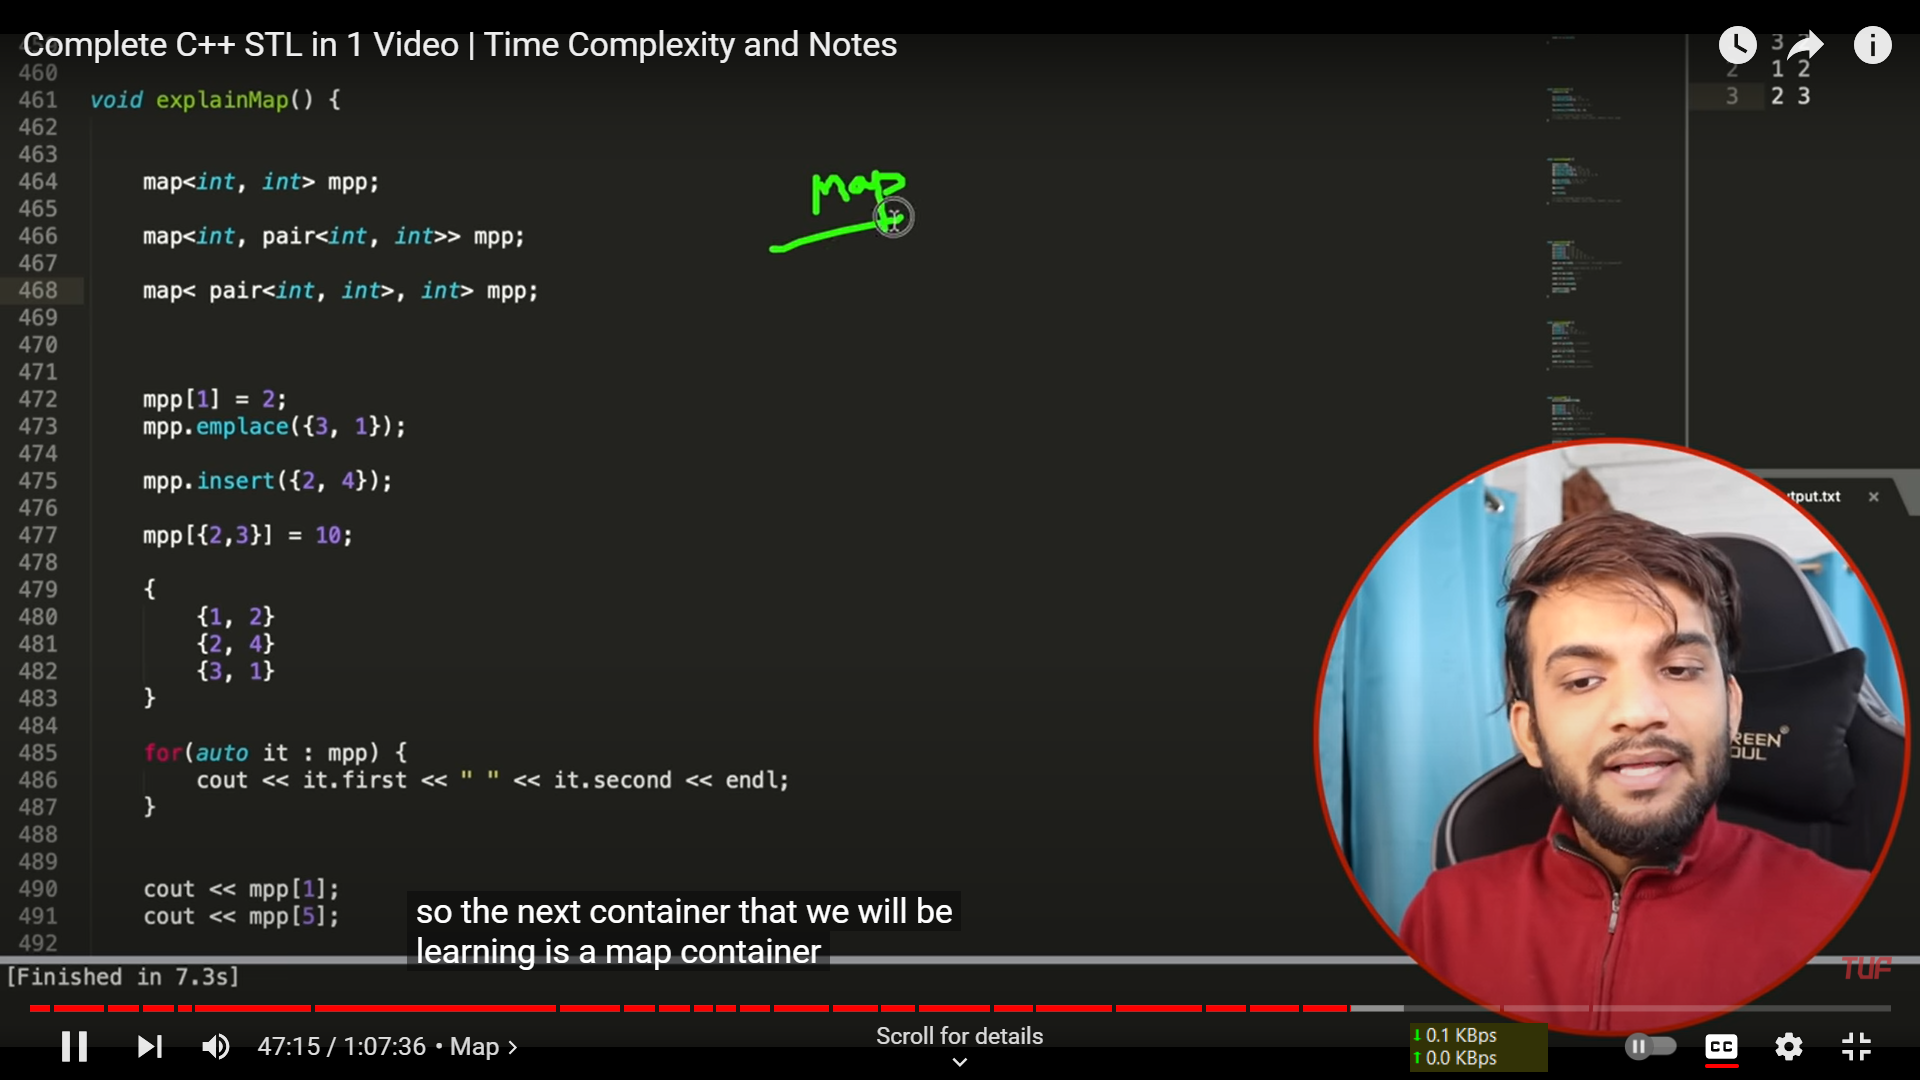 Complete C++ STL in 1 Video | Time Complexity and Notes
460
461 void explainMap() {
462
463
464 map<int, int> mpp;
465
466 map<int, pair<int, int>> mpp;
467
468 map< pair<int, int>, int> mpp;
469
470
471
472 mpp[1] = 2;
473 mpp.emplace({3, 1});
474
475 mpp.insert({2, 4});
476
477 mpp[{2,3}] = 10;
478
479 {
480 {1, 2}
481 {2, 4}
482 {3, 1}
483 }
484
485 for(auto it : mpp) {
486 cout << it.first << " " << it.second << endl;
487 }
488
489
490 cout << mpp[1];
491 cout << mpp[5];
492
map
3
2 1 2
3 2 3
tput.txt ×
REEN®
OUL
so the next container that we will be
learning is a map container
[Finished in 7.3s]
TUF
47:15 / 1:07:36 • Map >
Scroll for details
0.1 KBps
0.0 KBps
CC